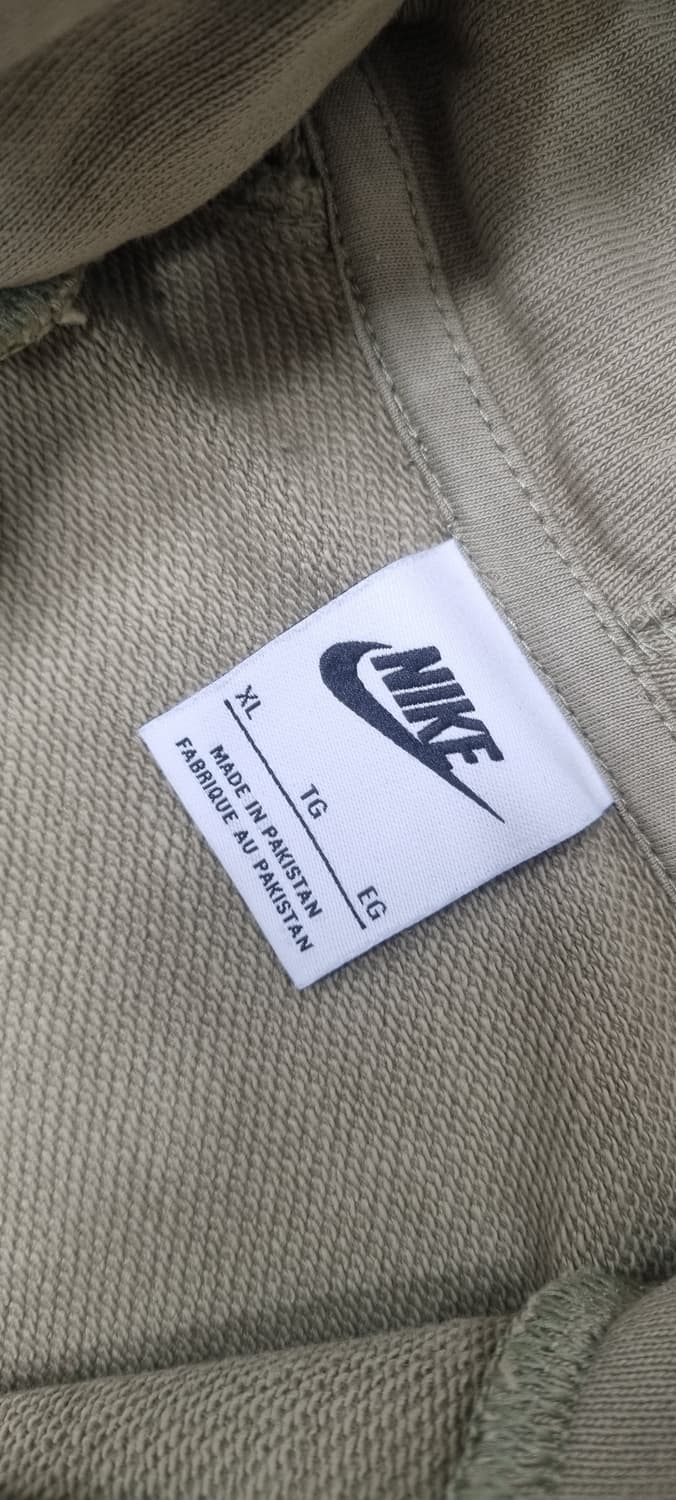 NIKE
XL TG EG
MADE IN PAKISTAN
FABRIQUE AU PAKISTAN